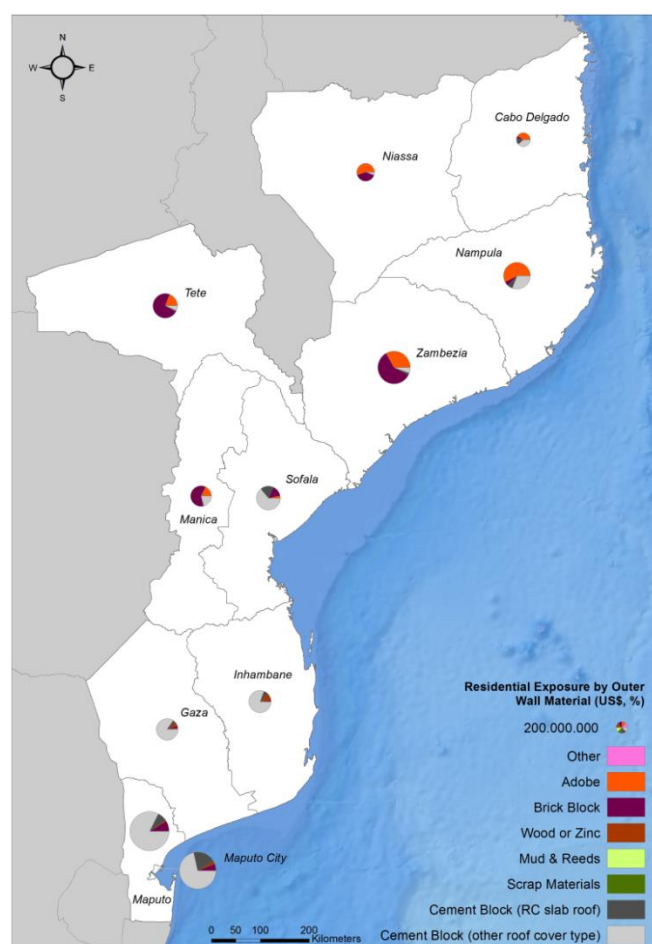 N
W E
S
Cabo Delgado
Niassa
Nampula
Tete
Zambezia
Sofala
Manica
Inhambane
Gaza
Maputo City
Maputo
Residential Exposure by Outer
Wall Material (US$, %)
200.000.000
Other
Adobe
Brick Block
Wood or Zinc
Mud & Reeds
Scrap Materials
Cement Block (RC slab roof)
Cement Block (other roof cover type)
0 50 100 200
Kilometers